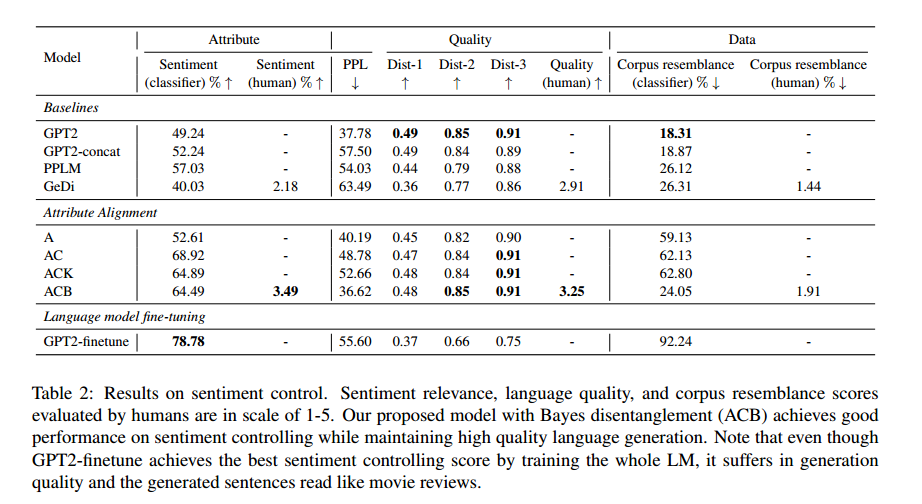 Model Attribute Quality Data
Sentiment (classifier) % ↑ Sentiment (human) % ↑ PPL ↓ Dist-1 ↑ Dist-2 ↑ Dist-3 ↑ Quality (human) ↑ Corpus resemblance (classifier) % ↓ Corpus resemblance (human) % ↓
Baselines
GPT2 49.24 - 37.78 0.49 0.85 0.91 - 18.31 -
GPT2-concat 52.24 - 57.50 0.49 0.84 0.89 - 18.87 -
PPLM 57.03 - 54.03 0.44 0.79 0.88 - 26.12 -
GeDi 40.03 2.18 63.49 0.36 0.77 0.86 2.91 26.31 1.44
Attribute Alignment
A 52.61 - 40.19 0.45 0.82 0.90 - 59.13 -
AC 68.92 - 48.78 0.47 0.84 0.91 - 62.13 -
ACK 64.89 - 52.66 0.48 0.84 0.91 - 62.80 -
ACB 64.49 3.49 36.62 0.48 0.85 0.91 3.25 24.05 1.91
Language model fine-tuning
GPT2-finetune 78.78 - 55.60 0.37 0.66 0.75 - 92.24 -
Table 2: Results on sentiment control. Sentiment relevance, language quality, and corpus resemblance scores
evaluated by humans are in scale of 1-5. Our proposed model with Bayes disentanglement (ACB) achieves good
performance on sentiment controlling while maintaining high quality language generation. Note that even though
GPT2-finetune achieves the best sentiment controlling score by training the whole LM, it suffers in generation
quality and the generated sentences read like movie reviews.